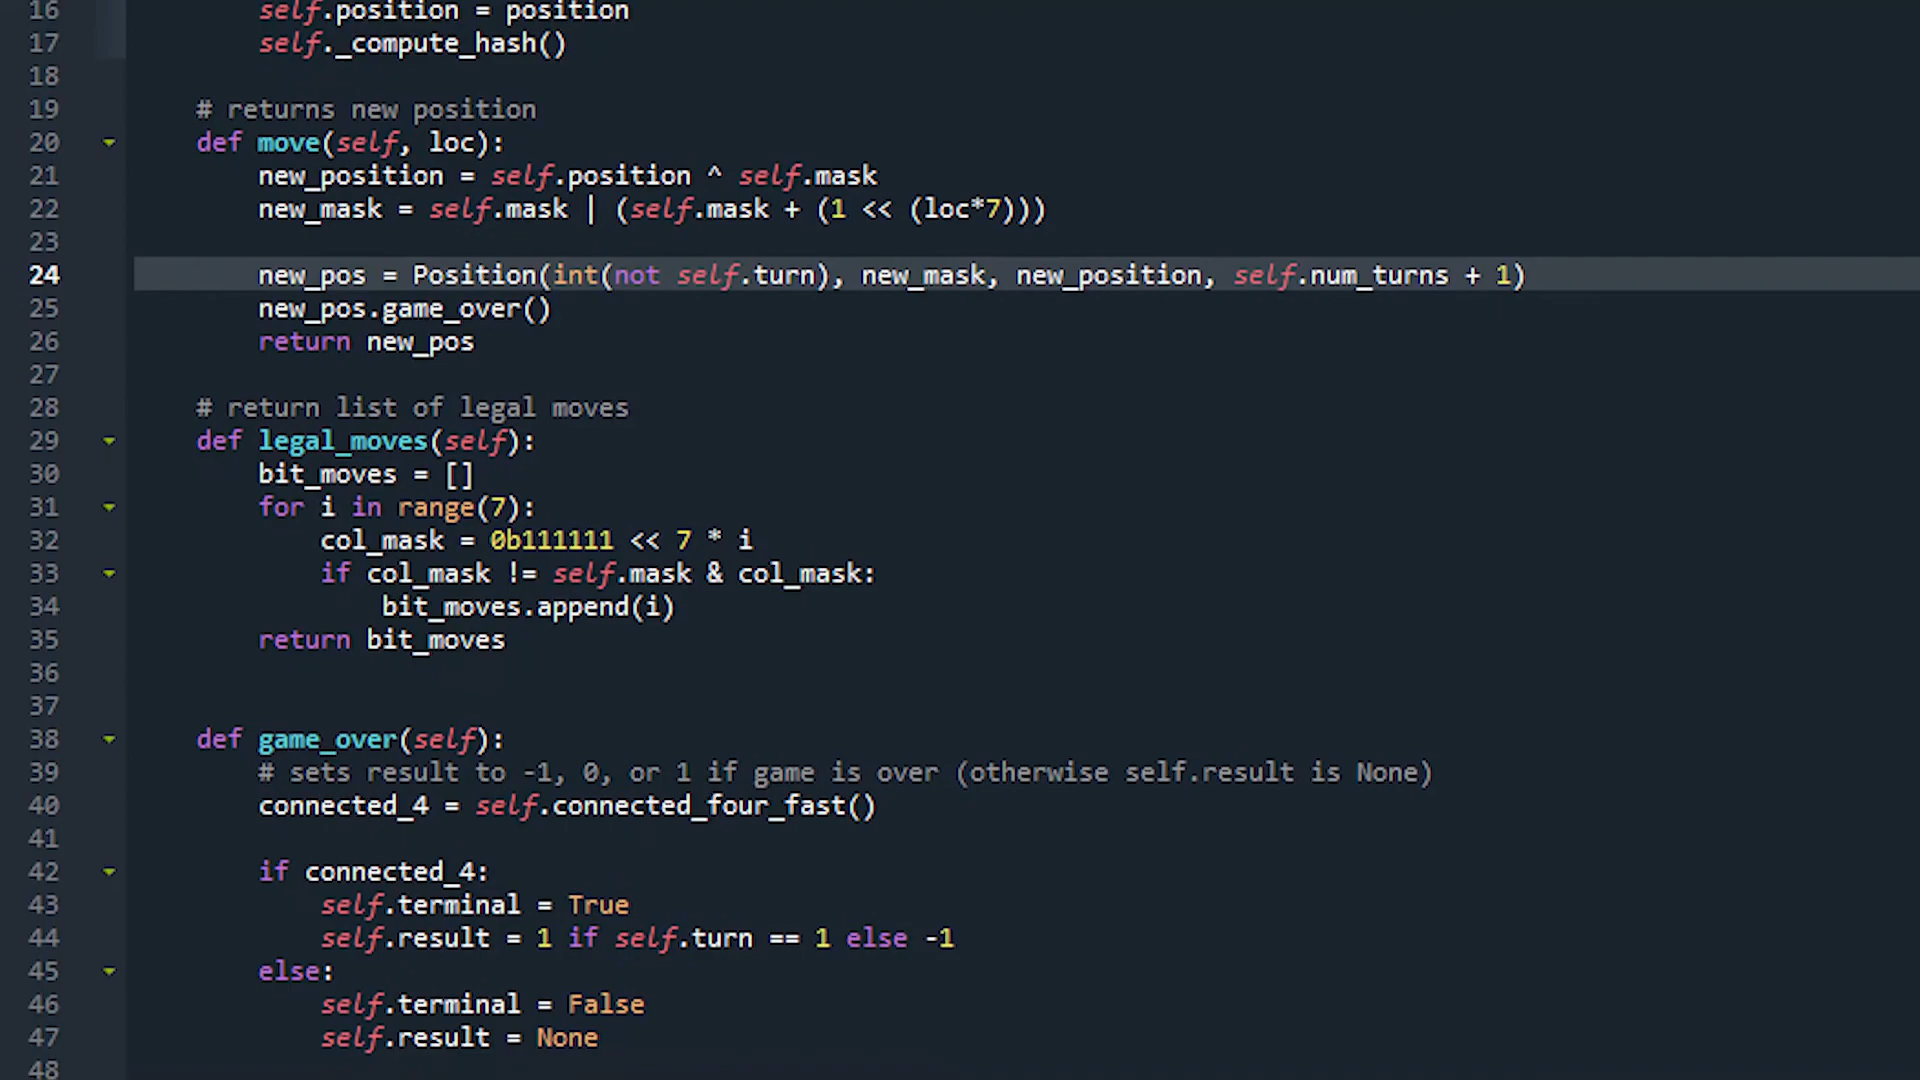 16 self.position = position
17 self._compute_hash()
18
19 # returns new position
20 def move(self, loc):
21 new_position = self.position ^ self.mask
22 new_mask = self.mask | (self.mask + (1 << (loc*7)))
23
24 new_pos = Position(int(not self.turn), new_mask, new_position, self.num_turns + 1)
25 new_pos.game_over()
26 return new_pos
27
28 # return list of legal moves
29 def legal_moves(self):
30 bit_moves = []
31 for i in range(7):
32 col_mask = 0b111111 << 7 * i
33 if col_mask != self.mask & col_mask:
34 bit_moves.append(i)
35 return bit_moves
36
37
38 def game_over(self):
39 # sets result to -1, 0, or 1 if game is over (otherwise self.result is None)
40 connected_4 = self.connected_four_fast()
41
42 if connected_4:
43 self.terminal = True
44 self.result = 1 if self.turn == 1 else -1
45 else:
46 self.terminal = False
47 self.result = None
48